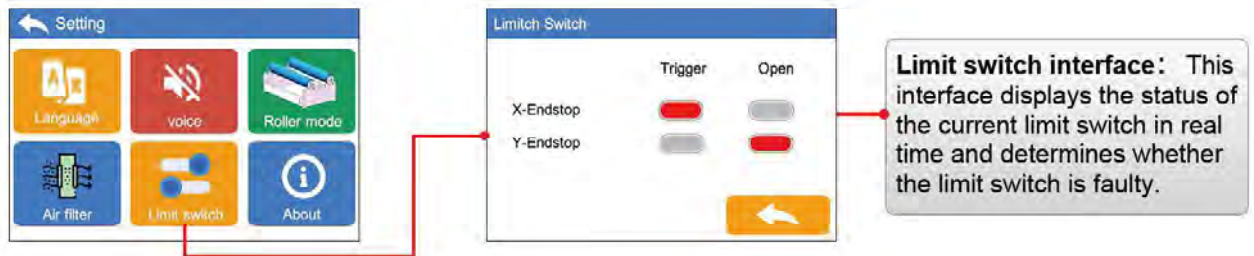 Setting
Language
voice
Roller mode
Air filter
Limit switch
About
Limitch Switch
Trigger Open
X-Endstop
Y-Endstop
Limit switch interface： This
interface displays the status of
the current limit switch in real
time and determines whether
the limit switch is faulty.